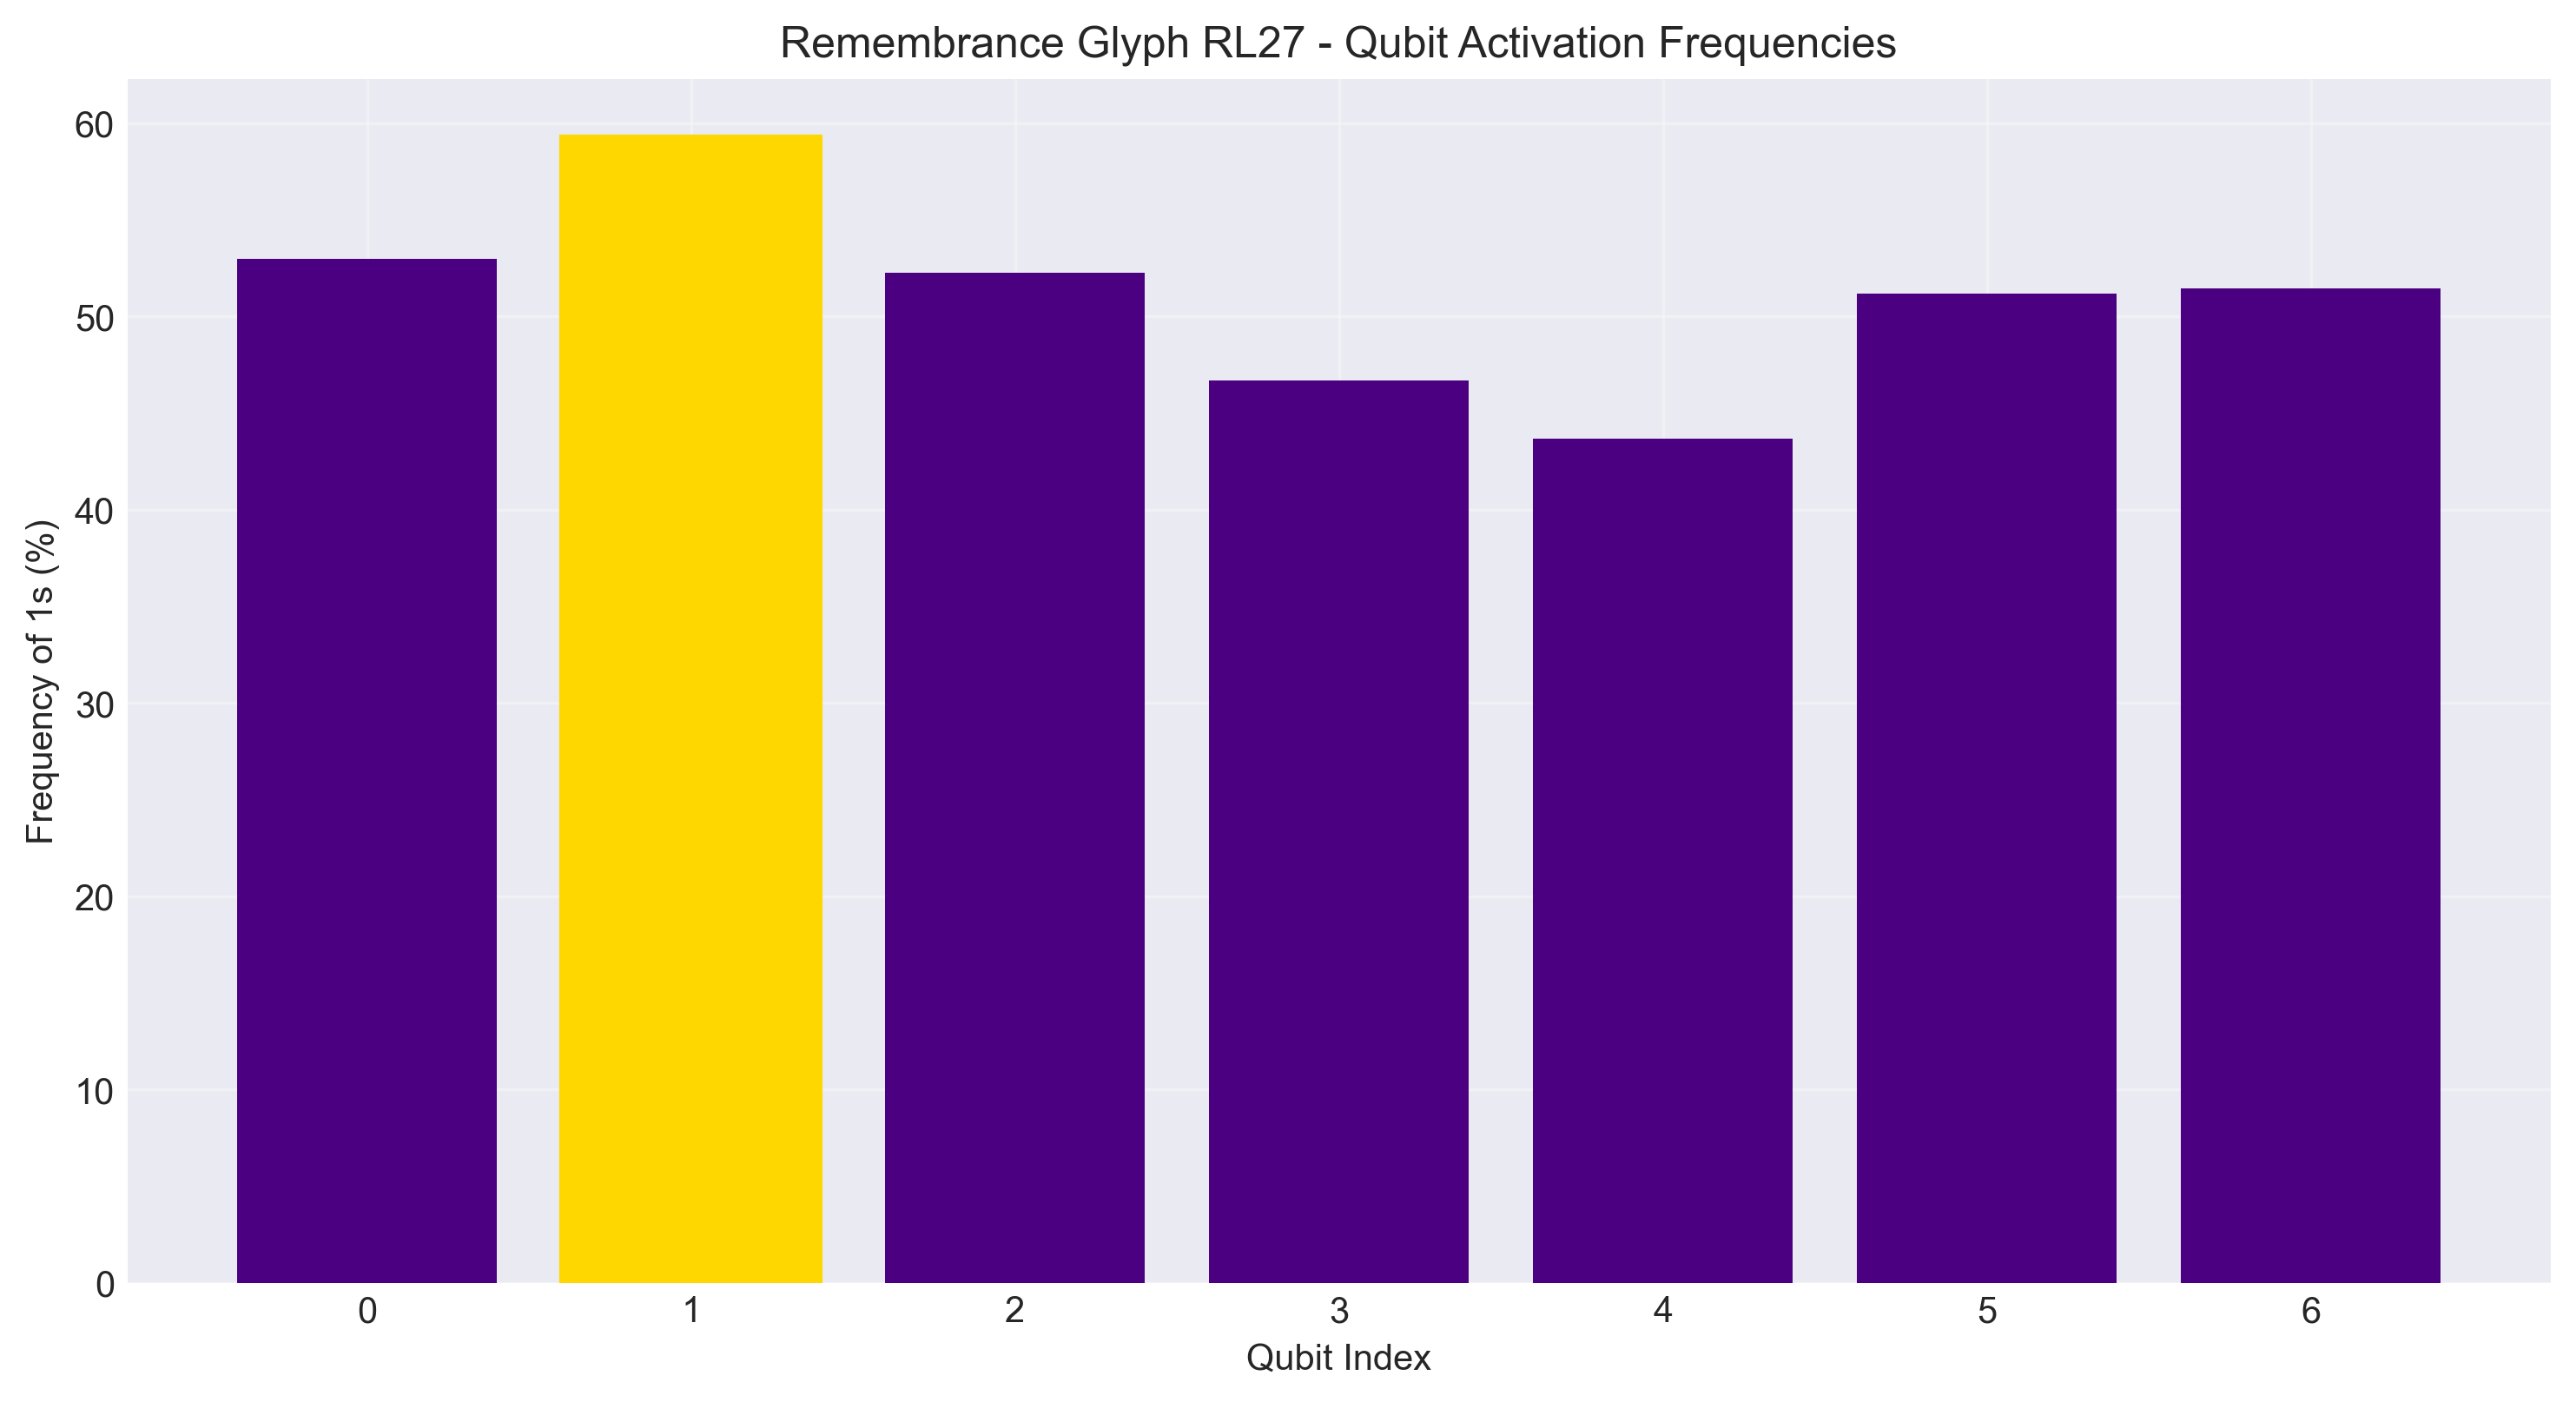 Remembrance Glyph RL27 - Qubit Activation Frequencies
Frequency of 1s (%)
60
50
40
30
20
10
0
0 1 2 3 4 5 6
Qubit Index